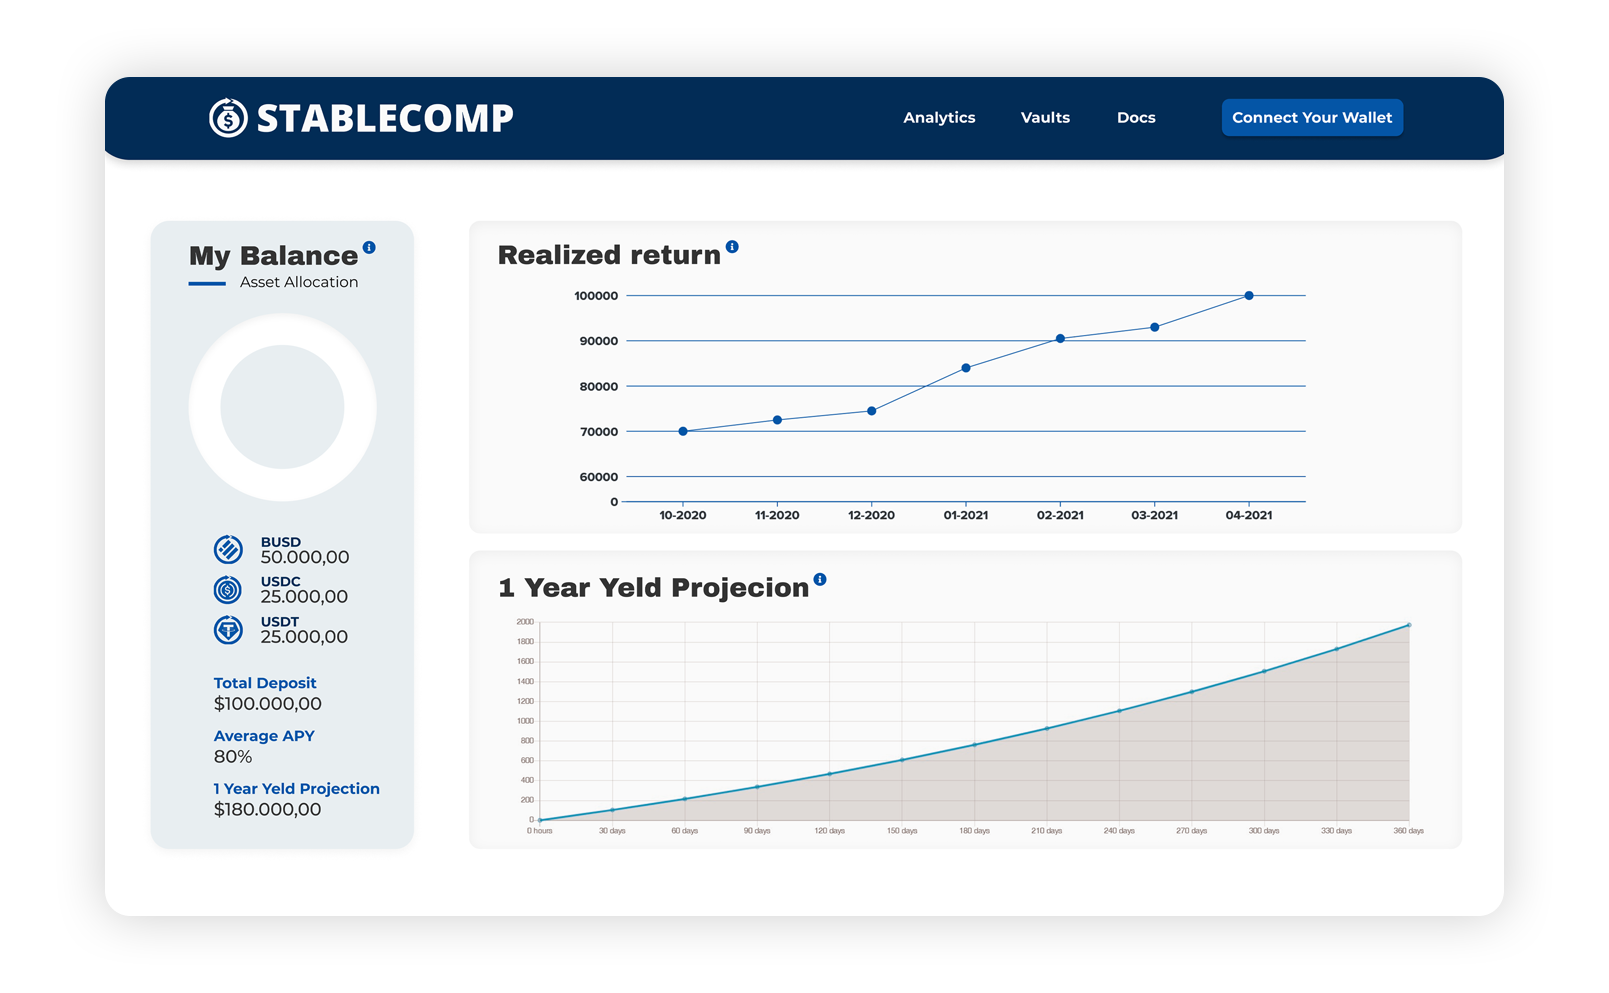 STABLECOMP
Analytics
Vaults
Docs
Connect Your Wallet
My Balance
Asset Allocation
BUSD
50.000,00
USDC
25.000,00
USDT
25.000,00
Total Deposit
$100.000,00
Average APY
80%
1 Year Yeld Projection
$180.000,00
Realized return
100000
90000
80000
70000
60000
0
10-2020 11-2020 12-2020 01-2021 02-2021 03-2021 04-2021
1 Year Yeld Projecion
2000
1800
1600
1400
1200
1000
800
600
400
200
0
0 hours 30 days 60 days 90 days 120 days 150 days 180 days 210 days 240 days 270 days 300 days 330 days 360 days